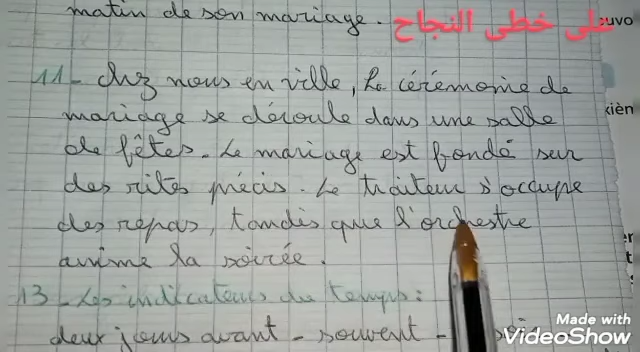 matin de son mariage. على خطى النجاح
11 - Chez nous en ville, la cérémonie de
mariage se déroule dans une salle
de fêtes. Le mariage est fondé sur
des rites précis. Le traiteur s'occupe
des repas, tandis que l'orchestre
anime la soirée.
13 - Les indicateurs de temps:
deux jours avant - souvent -
Made with
VideoShow